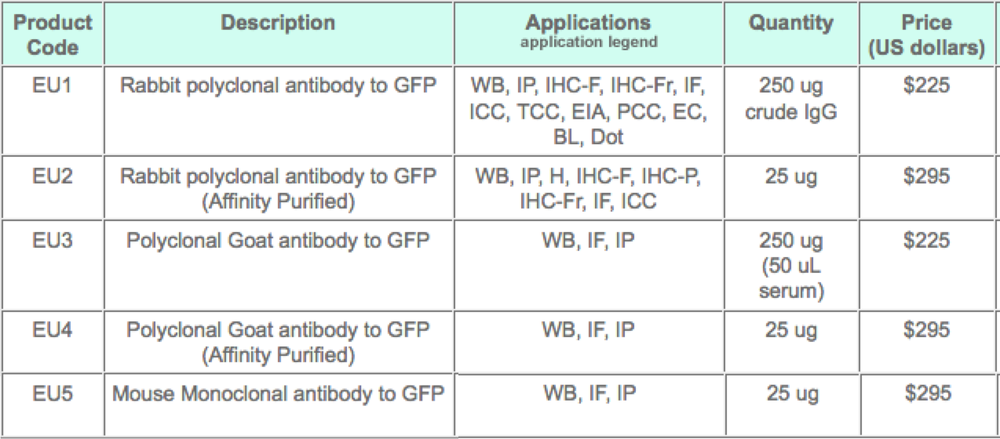 Product Code Description Applications Quantity Price
application legend (US dollars)
EU1 Rabbit polyclonal antibody to GFP WB, IP, IHC-F, IHC-Fr, IF, 250 ug $225
ICC, TCC, EIA, PCC, EC, crude IgG
BL, Dot
EU2 Rabbit polyclonal antibody to GFP WB, IP, H, IHC-F, IHC-P, 25 ug $295
(Affinity Purified) IHC-Fr, IF, ICC
EU3 Polyclonal Goat antibody to GFP WB, IF, IP 250 ug $225
(50 uL
serum)
EU4 Polyclonal Goat antibody to GFP WB, IF, IP 25 ug $295
(Affinity Purified)
EU5 Mouse Monoclonal antibody to GFP WB, IF, IP 25 ug $295